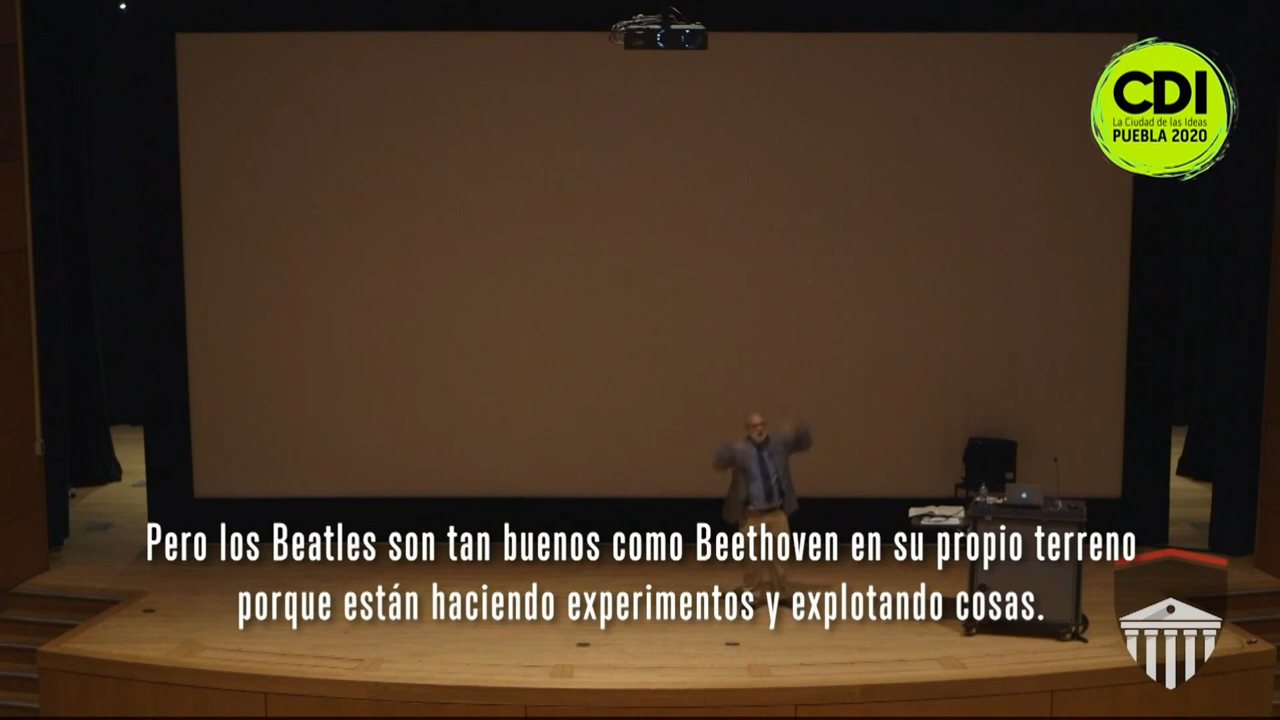 CDI
La Ciudad de las Ideas
PUEBLA 2020
Pero los Beatles son tan buenos como Beethoven en su propio terreno
porque están haciendo experimentos y explotando cosas.